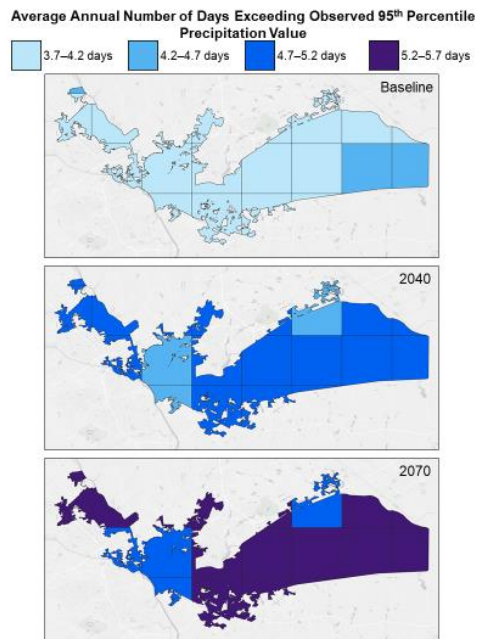 Average Annual Number of Days Exceeding Observed 95th Percentile
Precipitation Value
3.7–4.2 days 4.2–4.7 days 4.7–5.2 days 5.2–5.7 days
Baseline
2040
2070